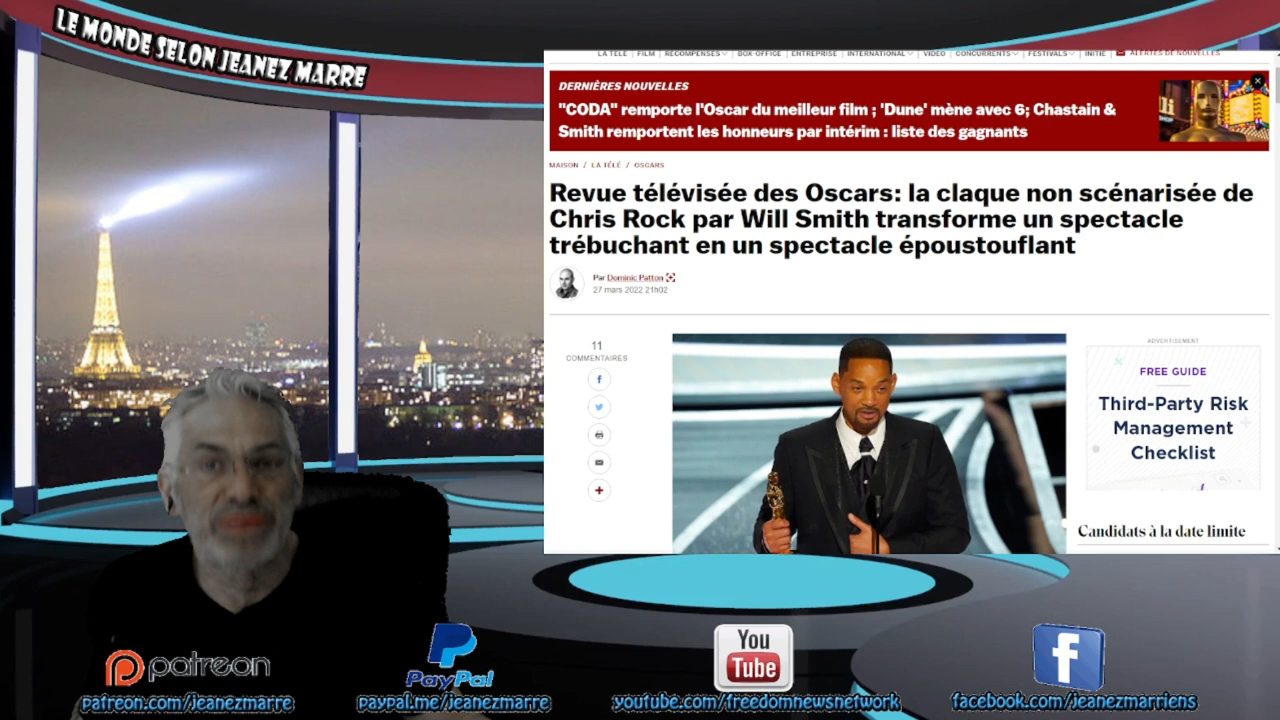 LE MONDE SELON JEANEZ MARRE
LA TÉLÉ FILM RÉCOMPENSES BOX-OFFICE ENTREPRISE INTERNATIONAL VIDÉO CONCURRENTS FESTIVALS INITIÉ ALERTES DE NOUVELLES
DERNIÈRES NOUVELLES
"CODA" remporte l'Oscar du meilleur film ; 'Dune' mène avec 6; Chastain &
Smith remportent les honneurs par intérim : liste des gagnants
MAISON / LA TÉLÉ / OSCARS
Revue télévisée des Oscars: la claque non scénarisée de
Chris Rock par Will Smith transforme un spectacle
trébuchant en un spectacle époustouflant
Par Dominic Patton
27 mars 2022 21h02
11
COMMENTAIRES
ADVERTISEMENT
FREE GUIDE
Third-Party Risk
Management
Checklist
Candidats à la date limite
patreon
PayPal
You
Tube
patreon.com/jeanezmarre
paypal.me/jeanezmarre
youtube.com/freedomnewsnetwork
facebook.com/jeanezmarriens